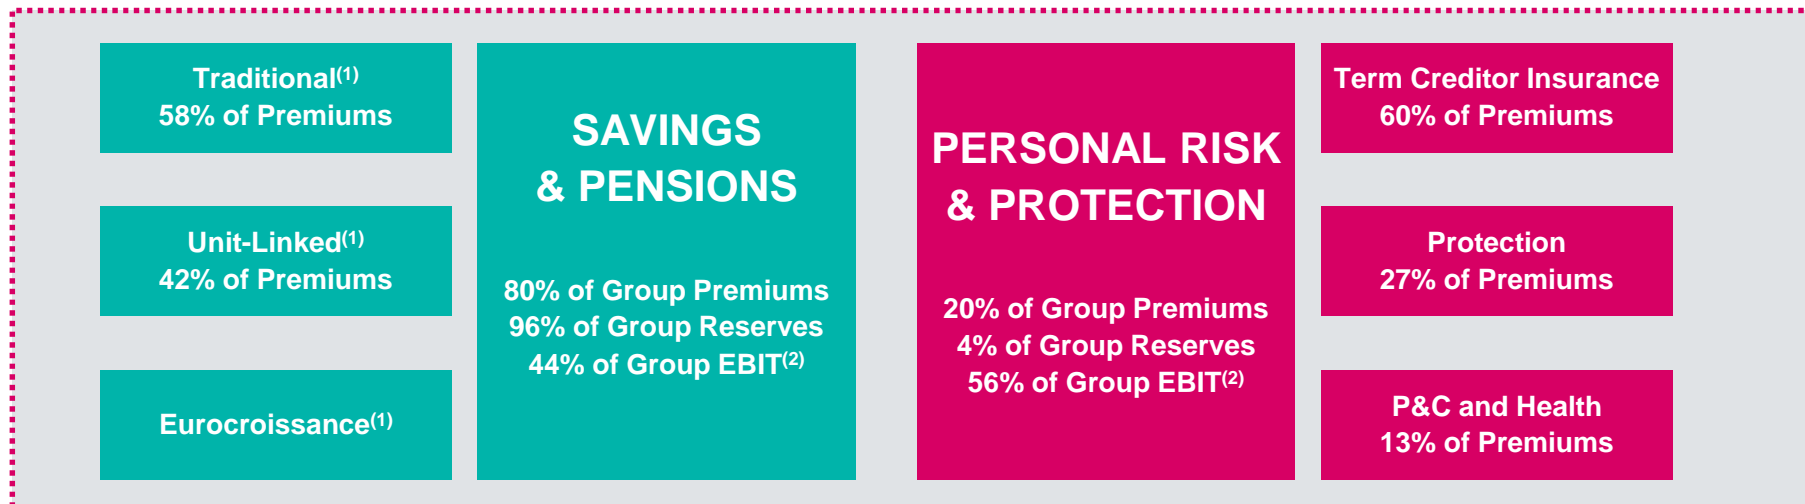 Traditional(1)
58% of Premiums
Unit-Linked(1)
42% of Premiums
Eurocroissance(1)
SAVINGS
& PENSIONS
80% of Group Premiums
96% of Group Reserves
44% of Group EBIT(2)
PERSONAL RISK
& PROTECTION
20% of Group Premiums
4% of Group Reserves
56% of Group EBIT(2)
Term Creditor Insurance
60% of Premiums
Protection
27% of Premiums
P&C and Health
13% of Premiums